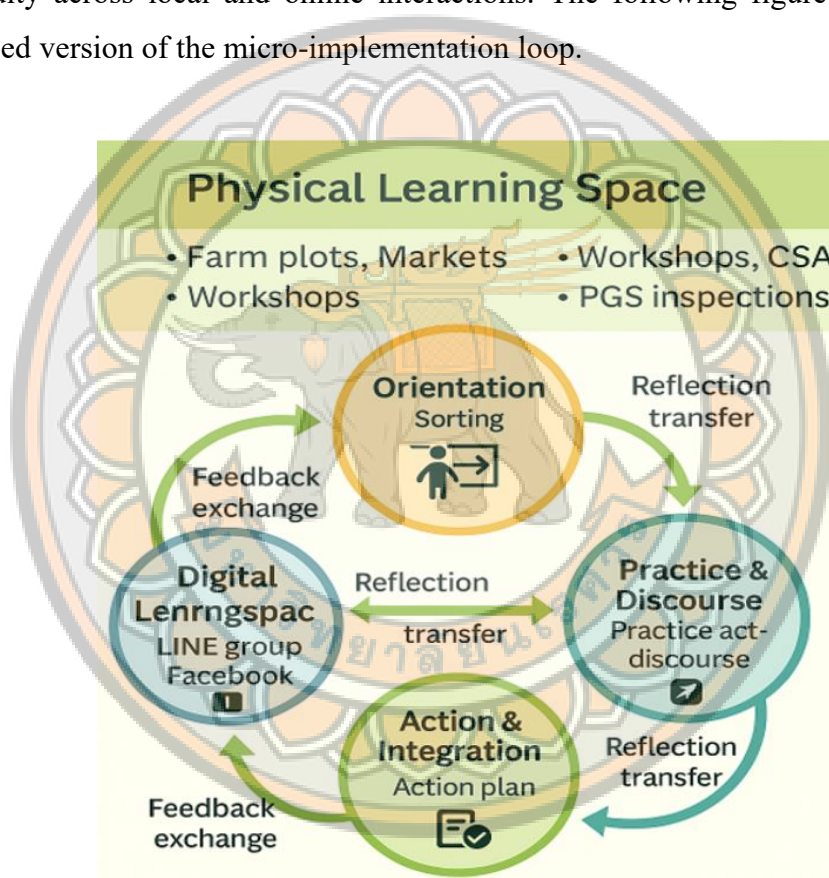 across local and online interactions. The following figure
ed version of the micro-implementation loop.
Physical Learning Space
• Farm plots, Markets
• Workshops
• Workshops, CSA
• PGS inspections
Orientation
Sorting
Reflection
transfer
Feedback
exchange
Digital
Lenrngspac
LINE group
Facebook
Reflection
transfer
Practice &
Discourse
Practice act-
discourse
Action &
Integration
Action plan
Reflection
transfer
Feedback
exchange